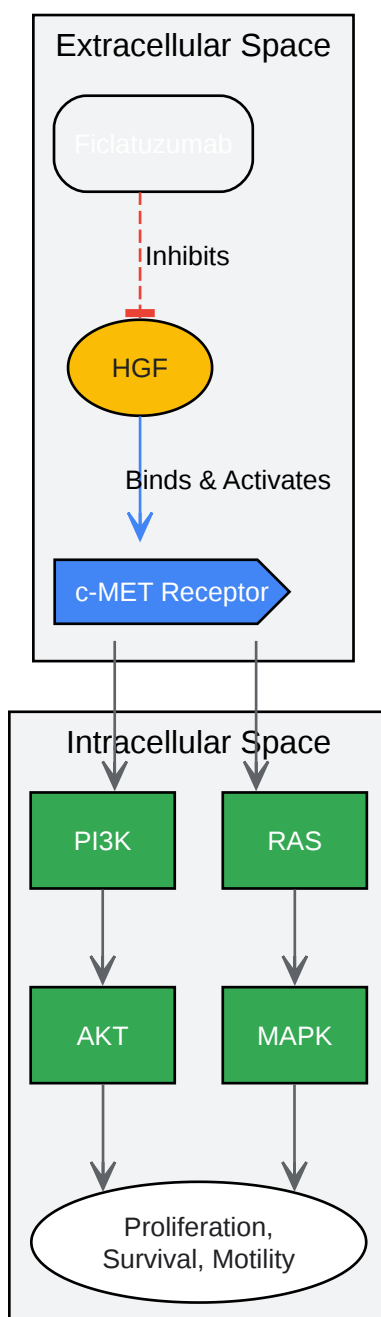 Extracellular Space
Ficlatuzumab
Inhibits
HGF
Binds & Activates
c-MET Receptor
Intracellular Space
PI3K
RAS
AKT
MAPK
Proliferation,
Survival, Motility